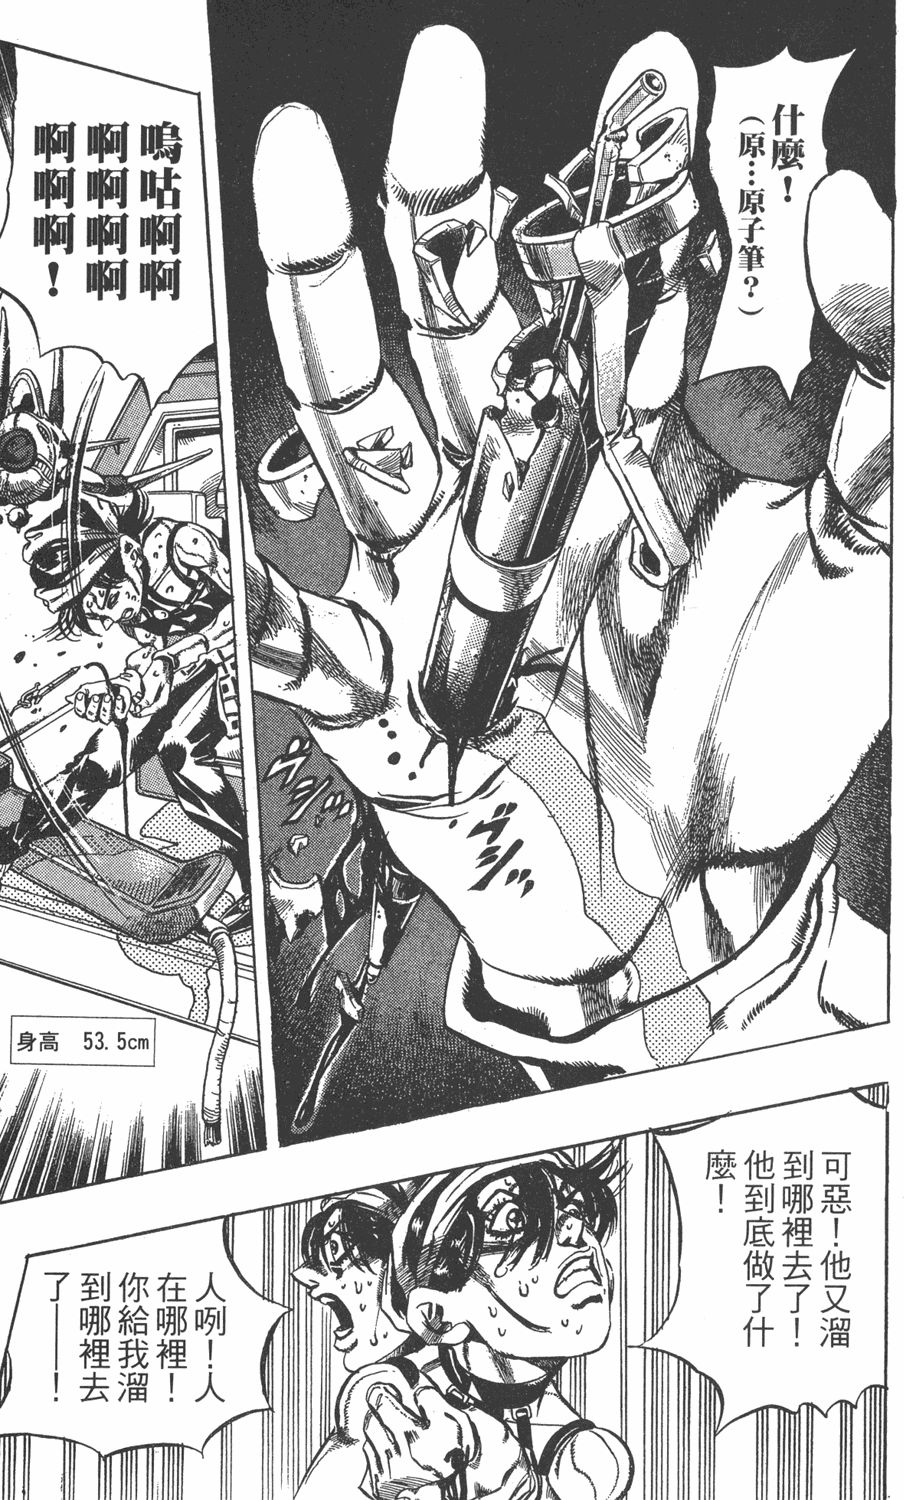 什麼！
（原…原子筆？）
嗚咕啊啊
啊啊啊啊
啊啊啊！
身高 53.5cm
可惡！他又溜
到哪裡去了！
他到底做了什
麼！
人咧！人
在哪裡！
你給我溜
到哪裡去
了——！